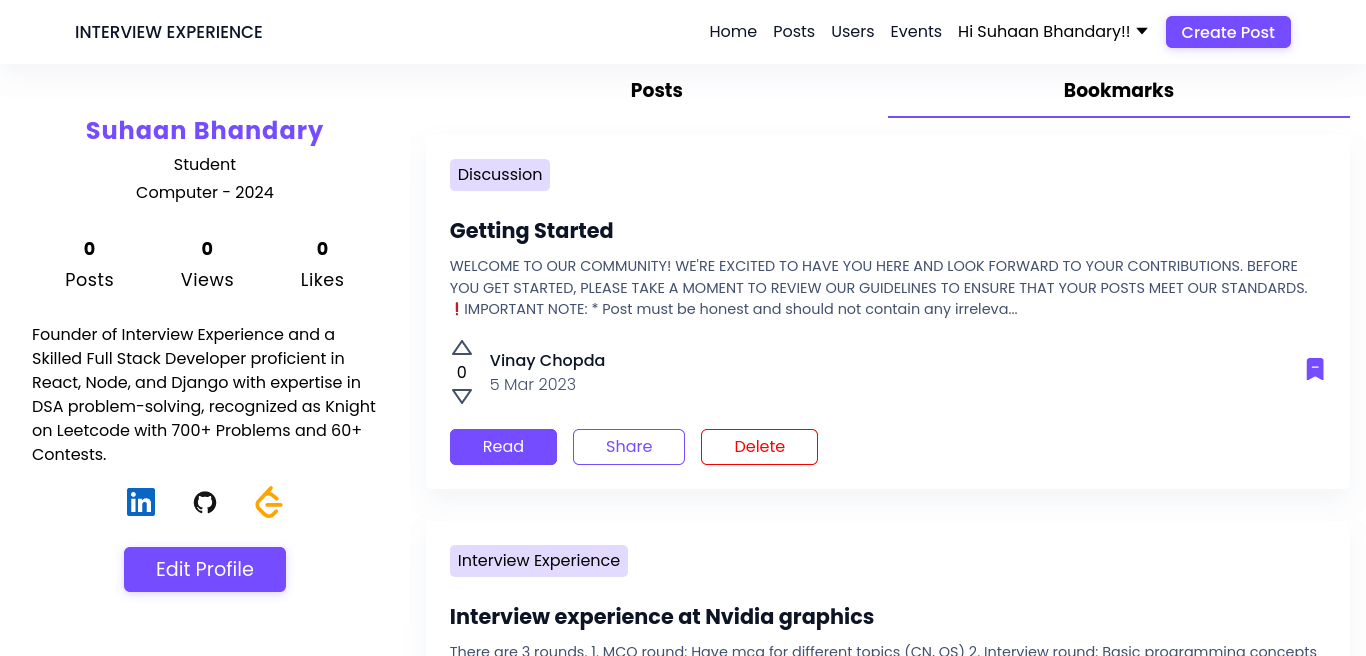 INTERVIEW EXPERIENCE
Home Posts Users Events Hi Suhaan Bhandary!! Create Post
Suhaan Bhandary
Student
Computer - 2024
0 0 0
Posts Views Likes
Founder of Interview Experience and a
Skilled Full Stack Developer proficient in
React, Node, and Django with expertise in
DSA problem-solving, recognized as Knight
on Leetcode with 700+ Problems and 60+
Contests.
in
Edit Profile
Posts Bookmarks
Discussion
Getting Started
WELCOME TO OUR COMMUNITY! WE'RE EXCITED TO HAVE YOU HERE AND LOOK FORWARD TO YOUR CONTRIBUTIONS. BEFORE
YOU GET STARTED, PLEASE TAKE A MOMENT TO REVIEW OUR GUIDELINES TO ENSURE THAT YOUR POSTS MEET OUR STANDARDS.
❗IMPORTANT NOTE: * Post must be honest and should not contain any irreleva...
0
Vinay Chopda
5 Mar 2023
Read Share Delete
Interview Experience
Interview experience at Nvidia graphics
There are 3 rounds. 1. MCQ round: Have mcq for different topics (CN, OS) 2. Interview round: Basic programming concepts